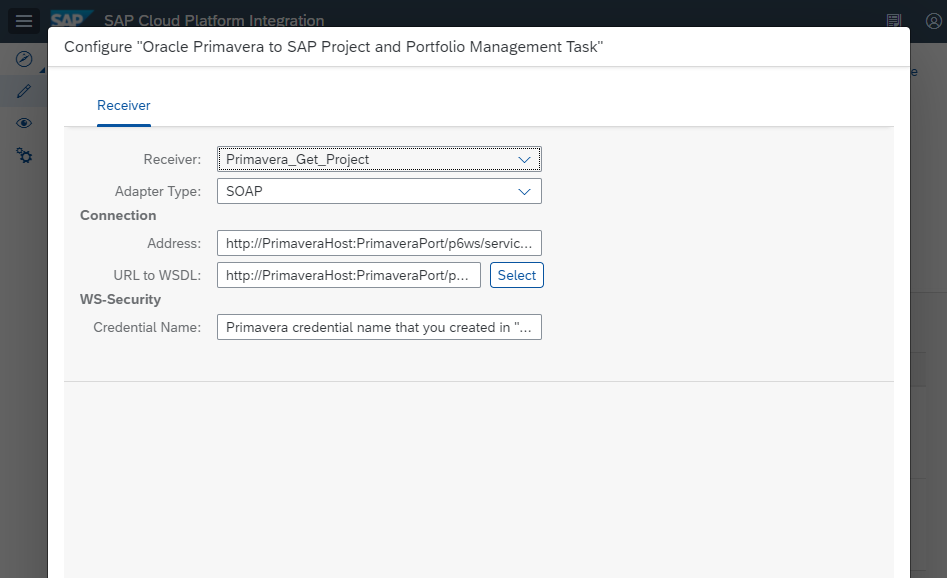 SAP SAP Cloud Platform Integration
Configure "Oracle Primavera to SAP Project and Portfolio Management Task"
Receiver
Receiver: Primavera_Get_Project
Adapter Type: SOAP
Connection
Address: http://PrimaveraHost:PrimaveraPort/p6ws/servic...
URL to WSDL: http://PrimaveraHost:PrimaveraPort/p... Select
WS-Security
Credential Name: Primavera credential name that you created in "...